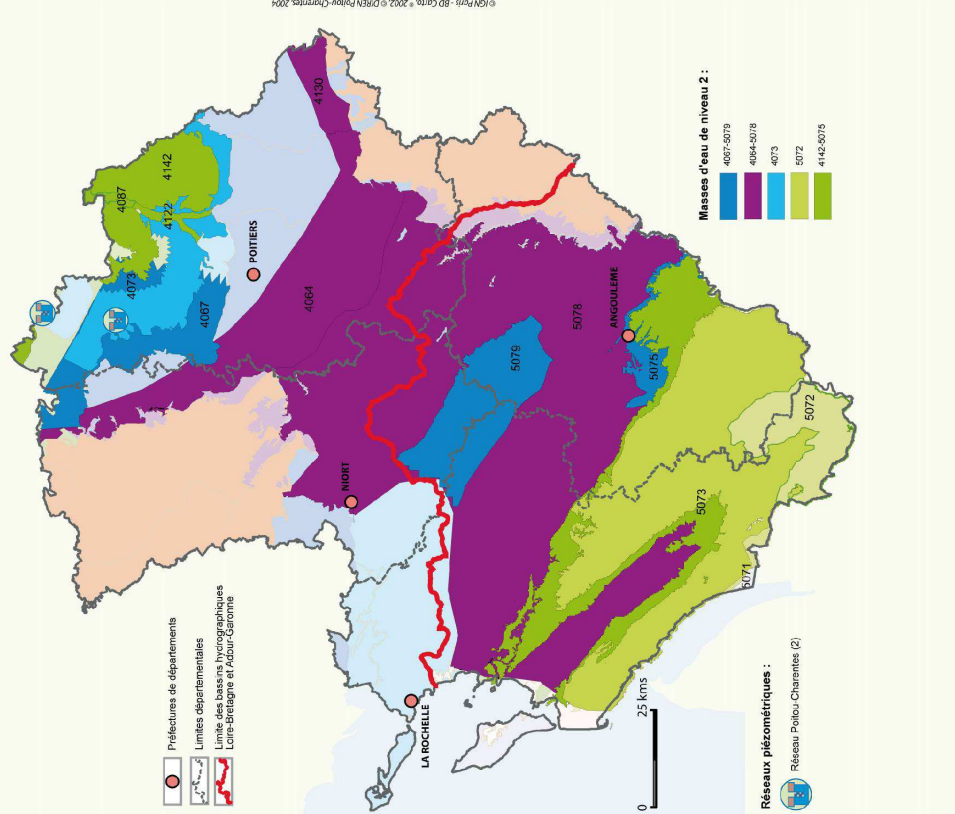 © IGN Paris - BD Carto, ® 2002, © DIREN Poitou-Charentes, 2004
4130
4142
4087
4122
4073
4067
POITIERS
4064
5078
ANGOULEME
5079
5075
5072
NIORT
5073
5071
LA ROCHELLE
Masses d'eau de niveau 2 :
4067-5079
4064-5078
4073
5072
4142-5075
Préfectures de départements
Limites départementales
Limite des bassins hydrographiques
Loire-Bretagne et Adour-Garonne
0 25 kms
Réseaux piézométriques :
Réseau Poitou-Charentes (2)